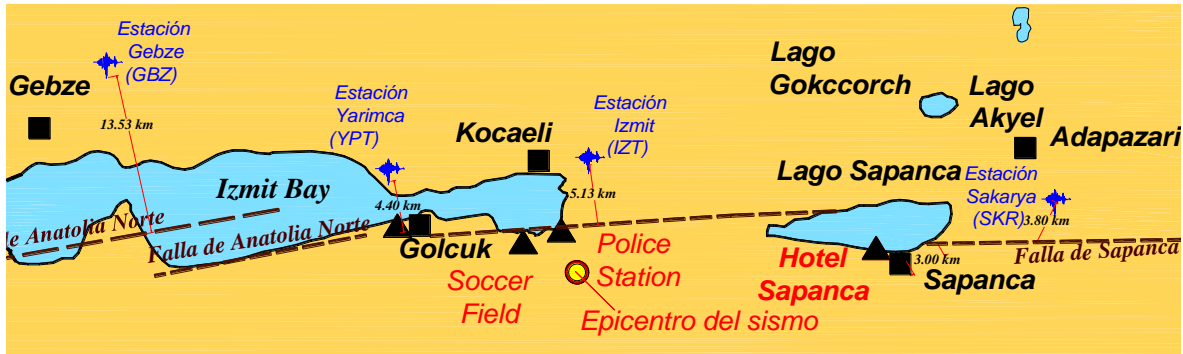 Estación
Gebze
(GBZ)
Gebze
13.53 km
Estación
Yarimca
(YPT)
Kocaeli
Estación
Izmit
(IZT)
Lago
Gokccorch
Lago
Akyel
Adapazari
Lago Sapanca
Estación
Sakarya
(SKR)
Izmit Bay
4.40 km
5.13 km
3.80 km
de Anatolia Norte
Falla de Anatolia Norte
Golcuk
Soccer
Field
Police
Station
Epicentro del sismo
Hotel
Sapanca
3.00 km
Sapanca
Falla de Sapanca